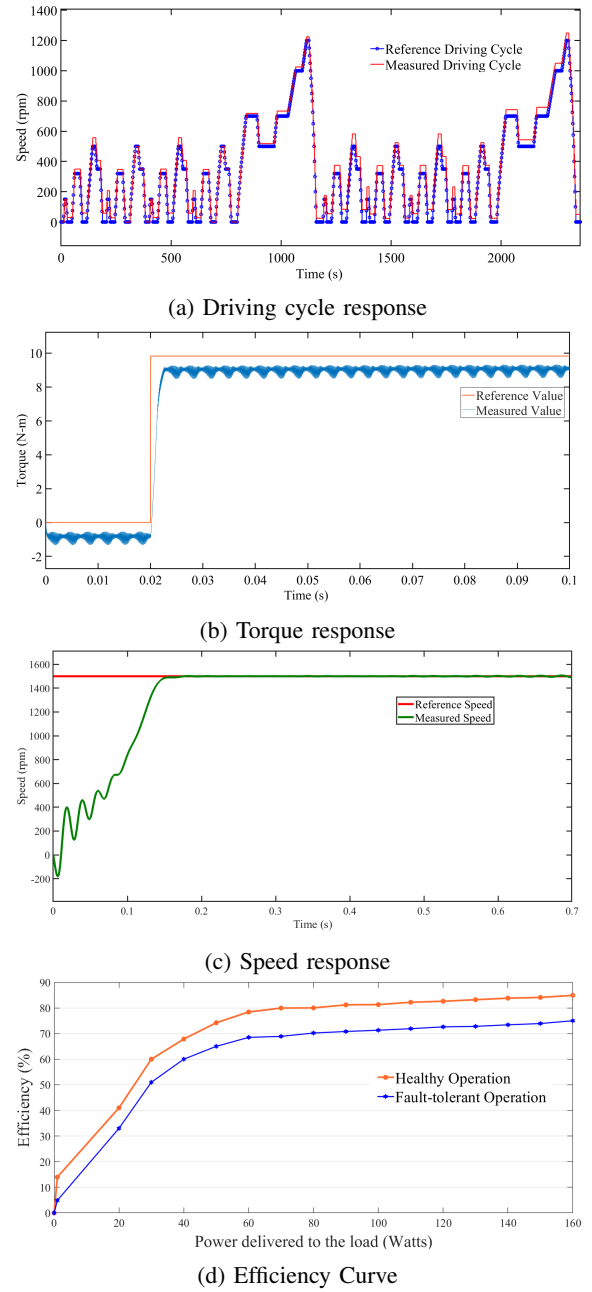 1400
1200
1000
800
600
400
200
0
Speed (rpm)
Reference Driving Cycle
Measured Driving Cycle
0 500 1000 1500 2000
Time (s)
(a) Driving cycle response
10
8
6
4
2
0
-2
Torque (N-m)
Reference Value
Measured Value
0 0.01 0.02 0.03 0.04 0.05 0.06 0.07 0.08 0.09 0.1
Time (s)
(b) Torque response
1600
1400
1200
1000
800
600
400
200
0
-200
Speed (rpm)
Reference Speed
Measured Speed
0 0.1 0.2 0.3 0.4 0.5 0.6 0.7
Time (s)
(c) Speed response
90
80
70
60
50
40
30
20
10
0
Efficiency (%)
Healthy Operation
Fault-tolerant Operation
0 20 40 60 80 100 120 140 160
Power delivered to the load (Watts)
(d) Efficiency Curve